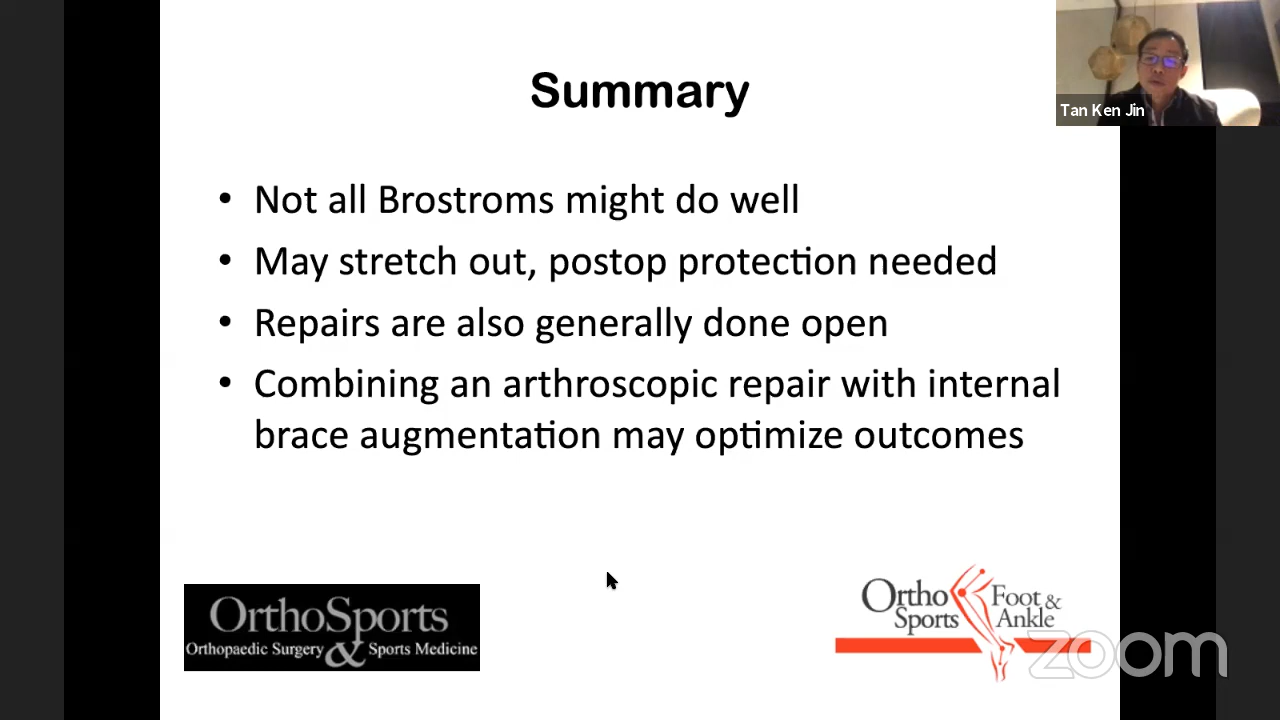 Summary
Tan Ken Jin
• Not all Brostroms might do well
• May stretch out, postop protection needed
• Repairs are also generally done open
• Combining an arthroscopic repair with internal
brace augmentation may optimize outcomes
OrthoSports
Orthopaedic Surgery & Sports Medicine
Ortho Foot &
Sports Ankle
zoom